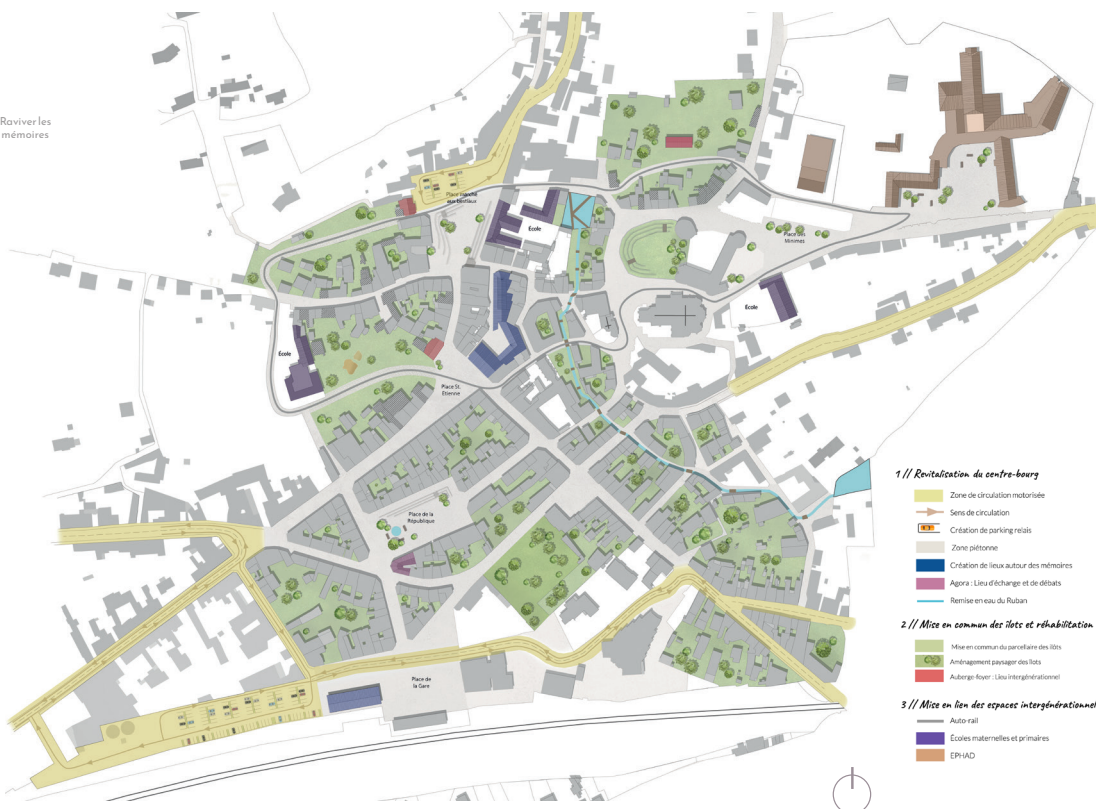 Raviver les
mémoires
Place
aux bestiaux
École
Place des
Minimes
École
École
Place St.
Étienne
Place de la
République
Place de
la Gare
1 // Revitalisation du centre-bourg
Zone de circulation motorisée
Sens de circulation
Création de parking relais
Zone piétonne
Création de lieux autour des mémoires
Agora : Lieu d'échange et de débats
Remise en eau du Ruban
2 // Mise en commun des îlots et réhabilitation
Mise en commun du parcellaire des îlôts
Aménagement paysager des îlots
Auberge-foyer : Lieu intergénérationnel
3 // Mise en lien des espaces intergénérationnel
Auto-rail
Écoles maternelles et primaires
EPHAD